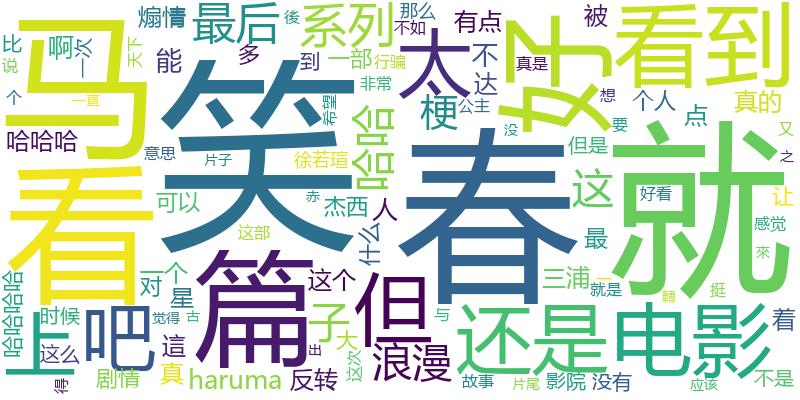 马
笑
春
就
看
篇
好
看到
太
但
上
吧
还是
电影
系列
最后
浪漫
哈哈
梗
这
子
煽情
那么
不如
有点
被
比
说
啊
一次
天下
後
多
能
到
一部
行骗
不
达
真是
想
个人
真的
个
一直
哈哈哈
希望
非常
公主
没
要
点
又
之
意思
片子
徐若瑄
但是
可以
赤
杰西
人
什么
最
好看
让
感觉
來
这部
一个
这个
对
星
三浦
一
就是
轉
挺
哈哈哈哈
时候
觉得
古
大
与
着
这么
這
出
这次
得
剧情
真
haruma
反转
故事
片尾
影院
没有
应该
不是